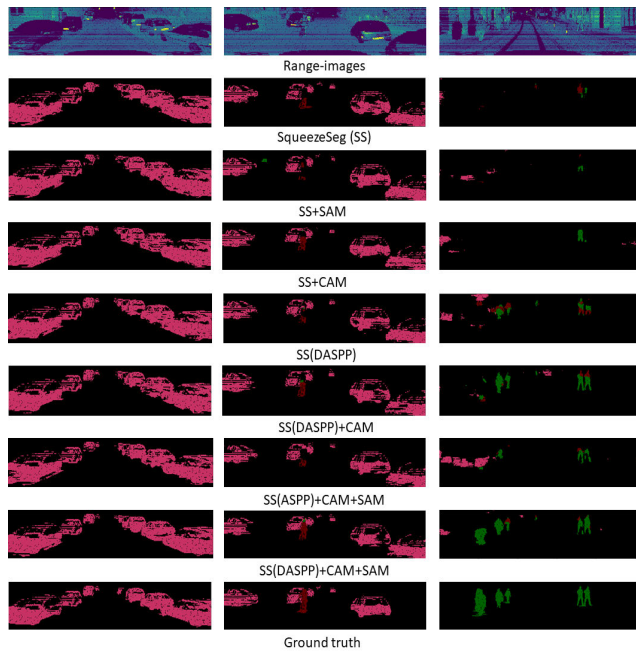 Range-images
SqueezeSeg (SS)
SS+SAM
SS+CAM
SS(DASPP)
SS(DASPP)+CAM
SS(ASPP)+CAM+SAM
SS(DASPP)+CAM+SAM
Ground truth